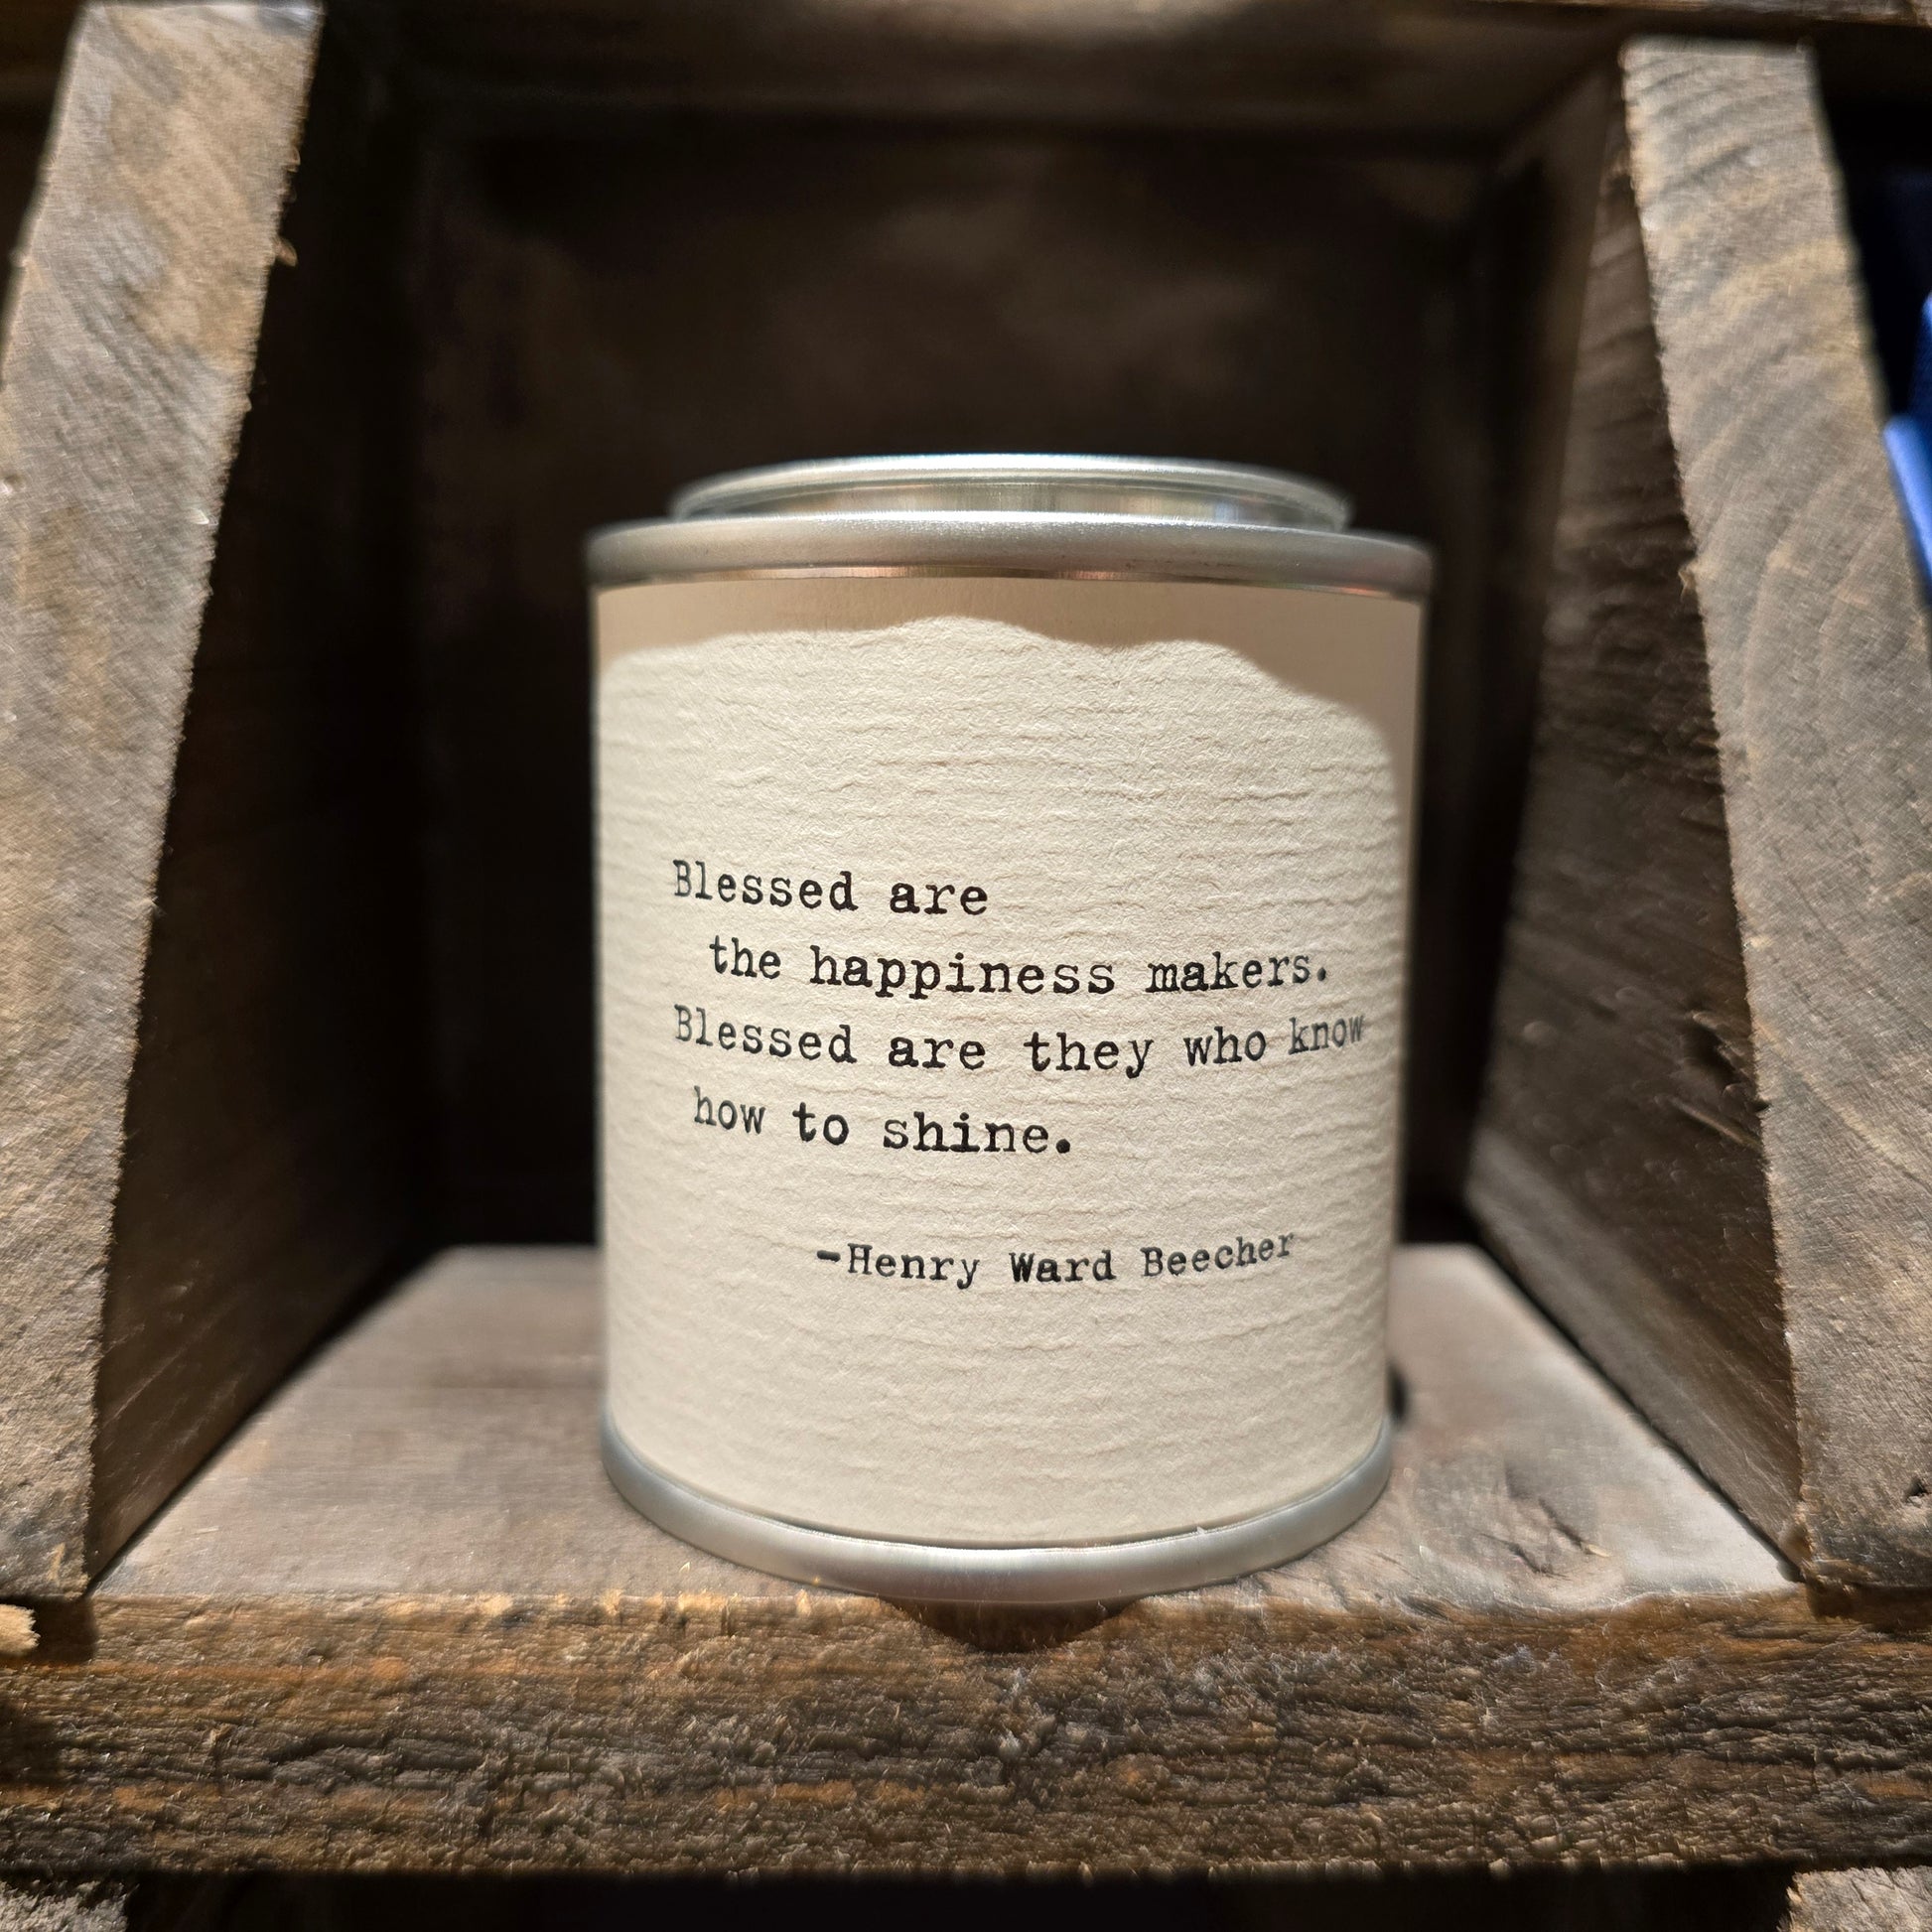 Blessed are
the happiness makers.
Blessed are they who know
how to shine.
-Henry Ward Beecher